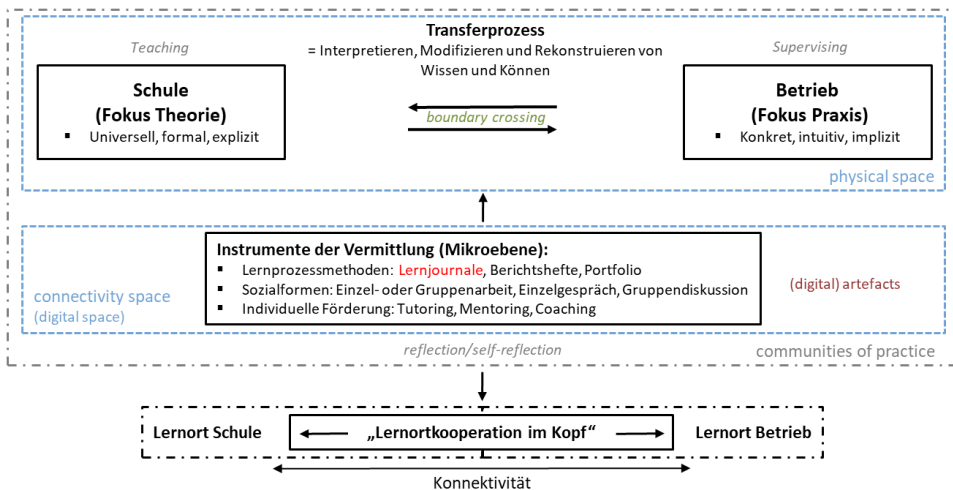 Teaching
Transferprozess
= Interpretieren, Modifizieren und Rekonstruieren von
Wissen und Können
Supervising
Schule
(Fokus Theorie)
▪ Universell, formal, explizit
boundary crossing
Betrieb
(Fokus Praxis)
▪ Konkret, intuitiv, implizit
physical space
Instrumente der Vermittlung (Mikroebene):
▪ Lernprozessmethoden: Lernjournale, Berichtshefte, Portfolio
▪ Sozialformen: Einzel- oder Gruppenarbeit, Einzelgespräch, Gruppendiskussion
▪ Individuelle Förderung: Tutoring, Mentoring, Coaching
connectivity space
(digital space)
(digital) artefacts
reflection/self-reflection
communities of practice
Lernort Schule
„Lernortkooperation im Kopf“
Lernort Betrieb
Konnektivität